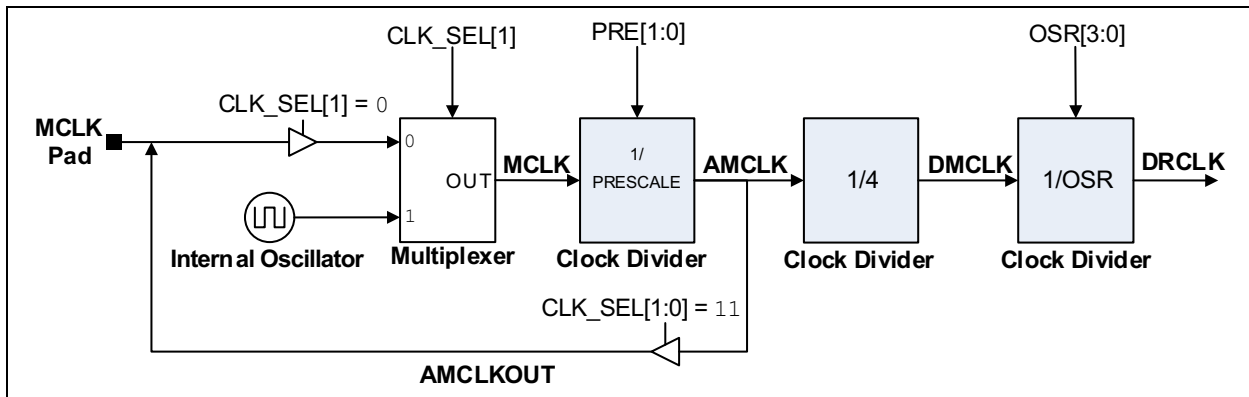 CLK_SEL[1]
PRE[1:0]
OSR[3:0]
CLK_SEL[1] = 0
MCLK
Pad
0
1
OUT
MCLK
1/
PRESCALE
AMCLK
1/4
DMCLK
1/OSR
DRCLK
Internal Oscillator
Multiplexer
Clock Divider
Clock Divider
Clock Divider
CLK_SEL[1:0] = 11
AMCLKOUT